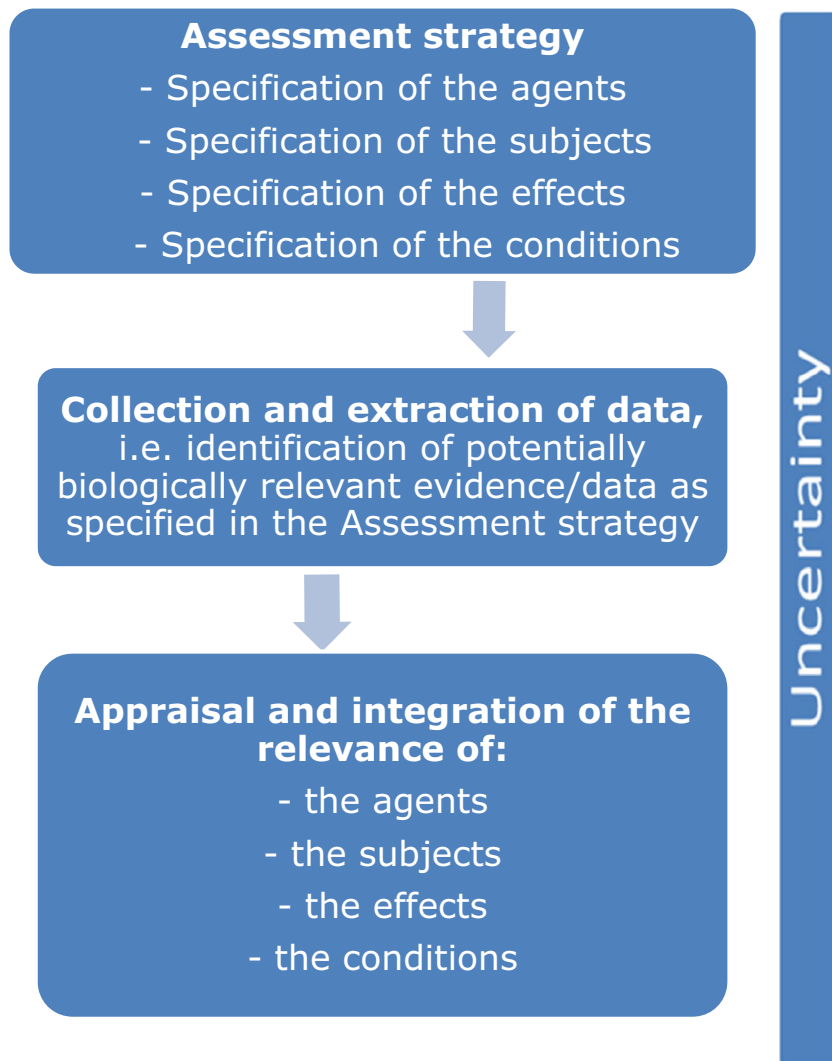 Assessment strategy
- Specification of the agents
- Specification of the subjects
- Specification of the effects
- Specification of the conditions
Collection and extraction of data,
i.e. identification of potentially
biologically relevant evidence/data as
specified in the Assessment strategy
Appraisal and integration of the
relevance of:
- the agents
- the subjects
- the effects
- the conditions
Uncertainty